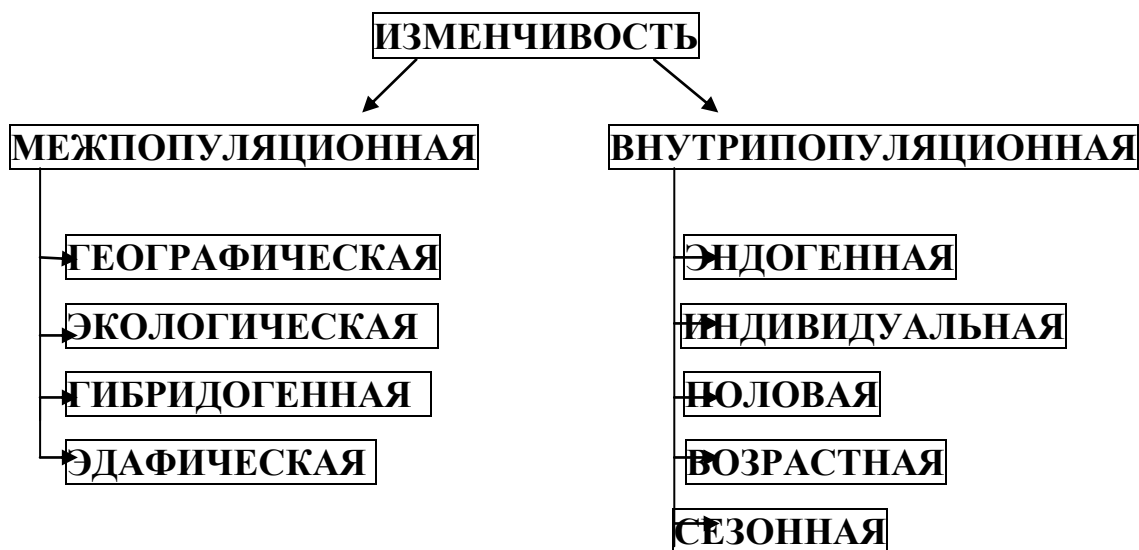 ИЗМЕНЧИВОСТЬ
МЕЖПОПУЛЯЦИОННАЯ
ГЕОГРАФИЧЕСКАЯ
ЭКОЛОГИЧЕСКАЯ
ГИБРИДОГЕННАЯ
ЭДАФИЧЕСКАЯ
ВНУТРИПОПУЛЯЦИОННАЯ
ЭНДОГЕННАЯ
ИНДИВИДУАЛЬНАЯ
ПОЛОВАЯ
ВОЗРАСТНАЯ
СЕЗОННАЯ